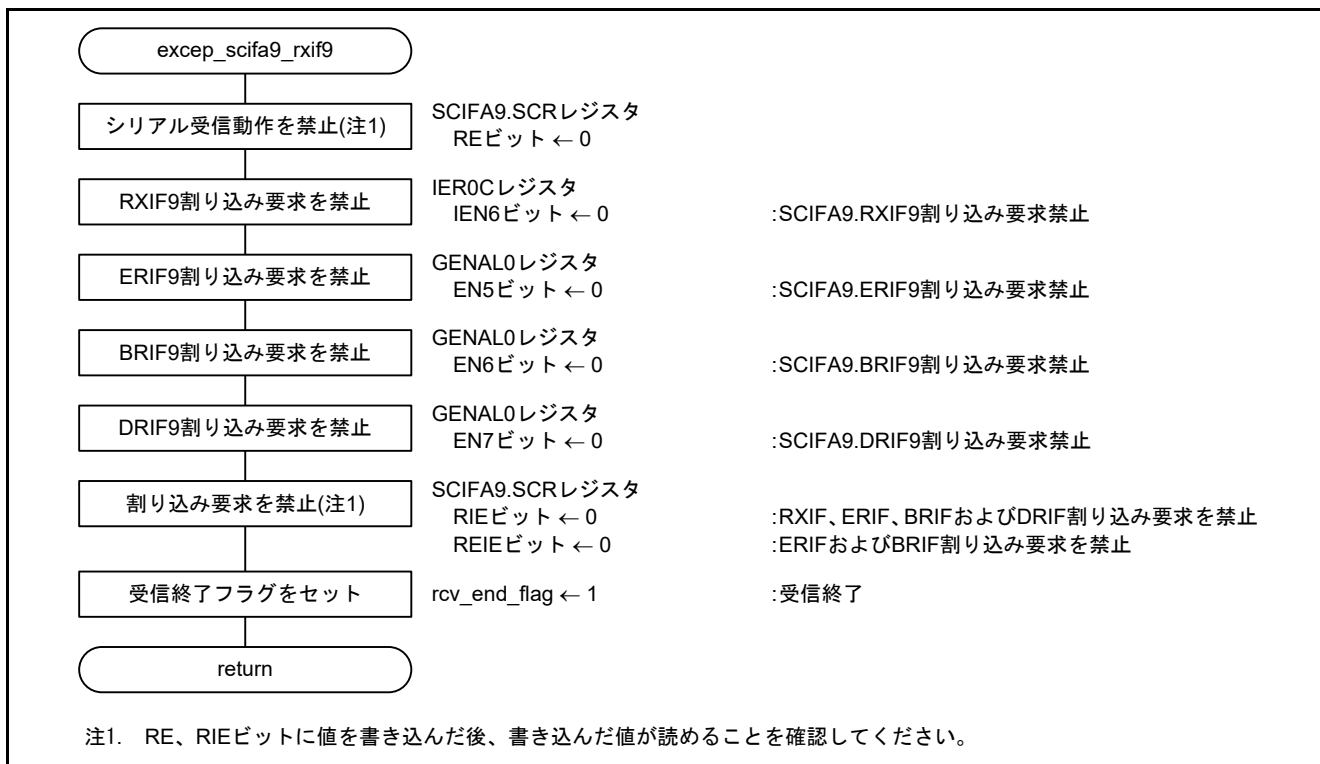 excep_scifa9_rxif9
シリアル受信動作を禁止(注1)
SCIFA9.SCRレジスタ
REビット ← 0
RXIF9割り込み要求を禁止
IER0Cレジスタ
IEN6ビット ← 0 :SCIFA9.RXIF9割り込み要求禁止
ERIF9割り込み要求を禁止
GENAL0レジスタ
EN5ビット ← 0 :SCIFA9.ERIF9割り込み要求禁止
BRIF9割り込み要求を禁止
GENAL0レジスタ
EN6ビット ← 0 :SCIFA9.BRIF9割り込み要求禁止
DRIF9割り込み要求を禁止
GENAL0レジスタ
EN7ビット ← 0 :SCIFA9.DRIF9割り込み要求禁止
割り込み要求を禁止(注1)
SCIFA9.SCRレジスタ
RIEビット ← 0 :RXIF、ERIF、BRIFおよびDRIF割り込み要求を禁止
REIEビット ← 0 :ERIFおよびBRIF割り込み要求を禁止
受信終了フラグをセット
rcv_end_flag ← 1 :受信終了
return
注1. RE、RIEビットに値を書き込んだ後、書き込んだ値が読めることを確認してください。